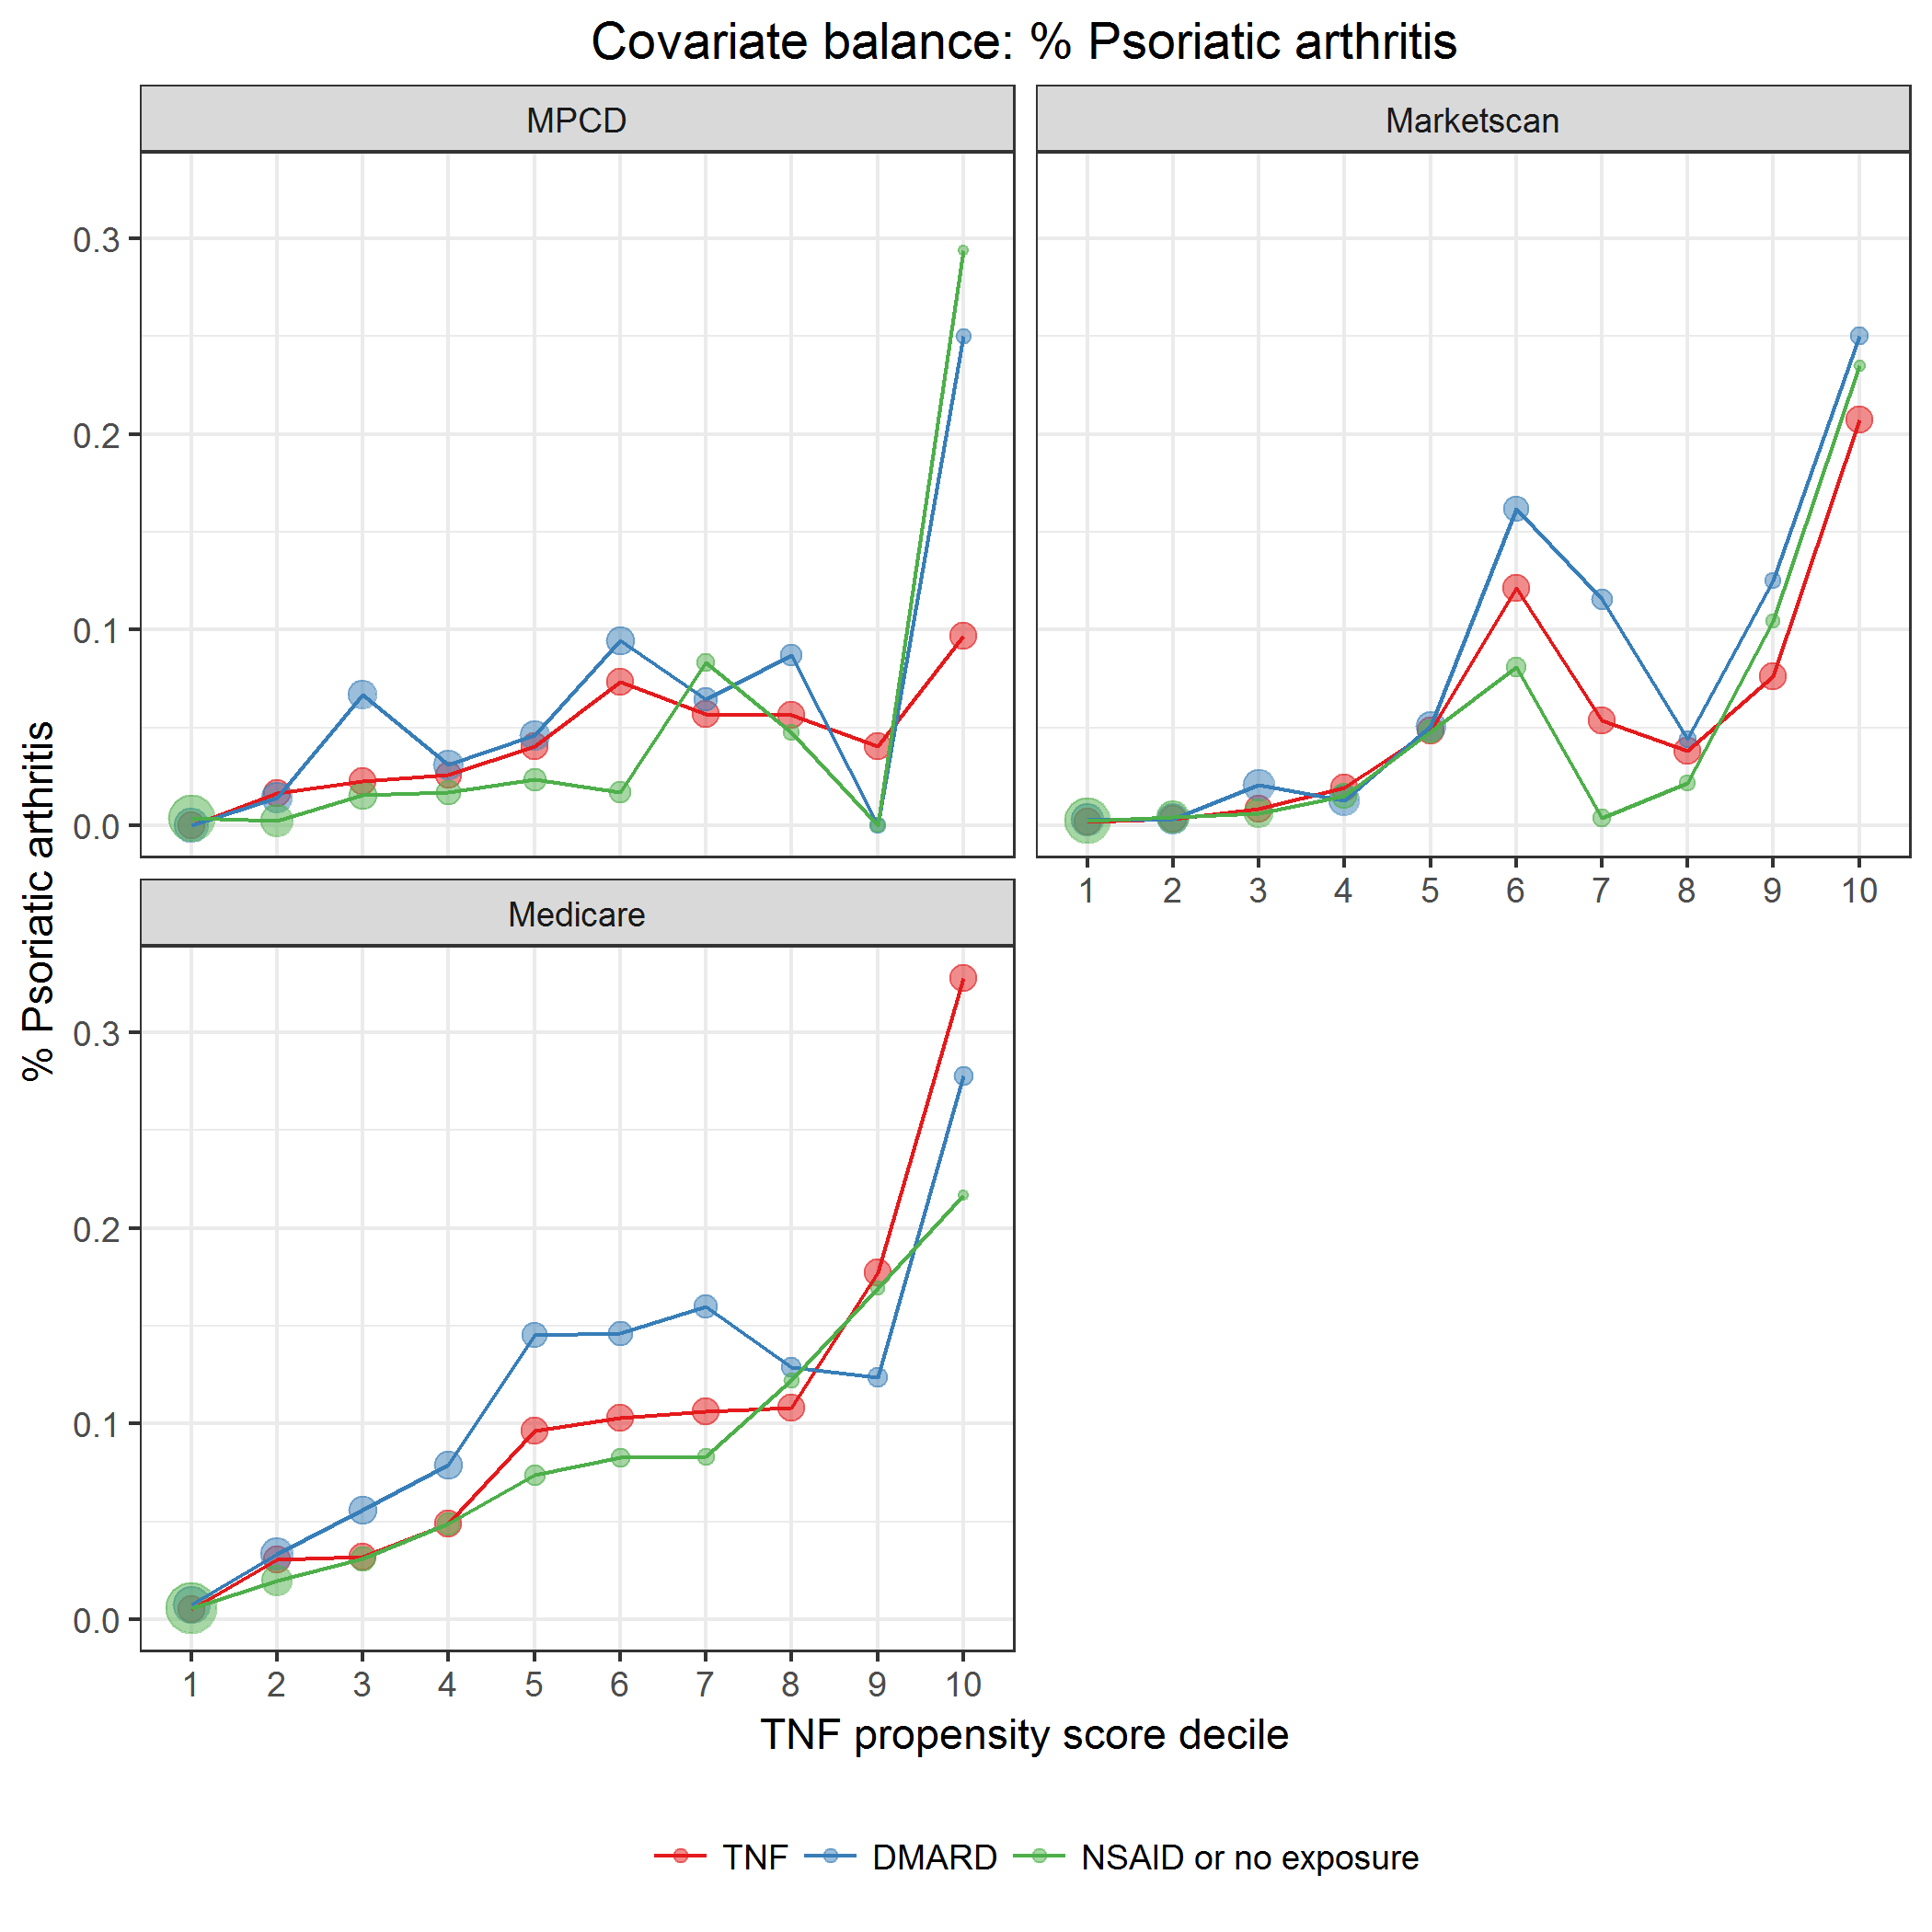 Covariate balance: % Psoriatic arthritis
MPCD
Marketscan
0.3
0.2
0.1
0.0
1 2 3 4 5 6 7 8 9 10
Medicare
0.3
0.2
0.1
0.0
1 2 3 4 5 6 7 8 9 10
% Psoriatic arthritis
TNF propensity score decile
TNF DMARD NSAID or no exposure